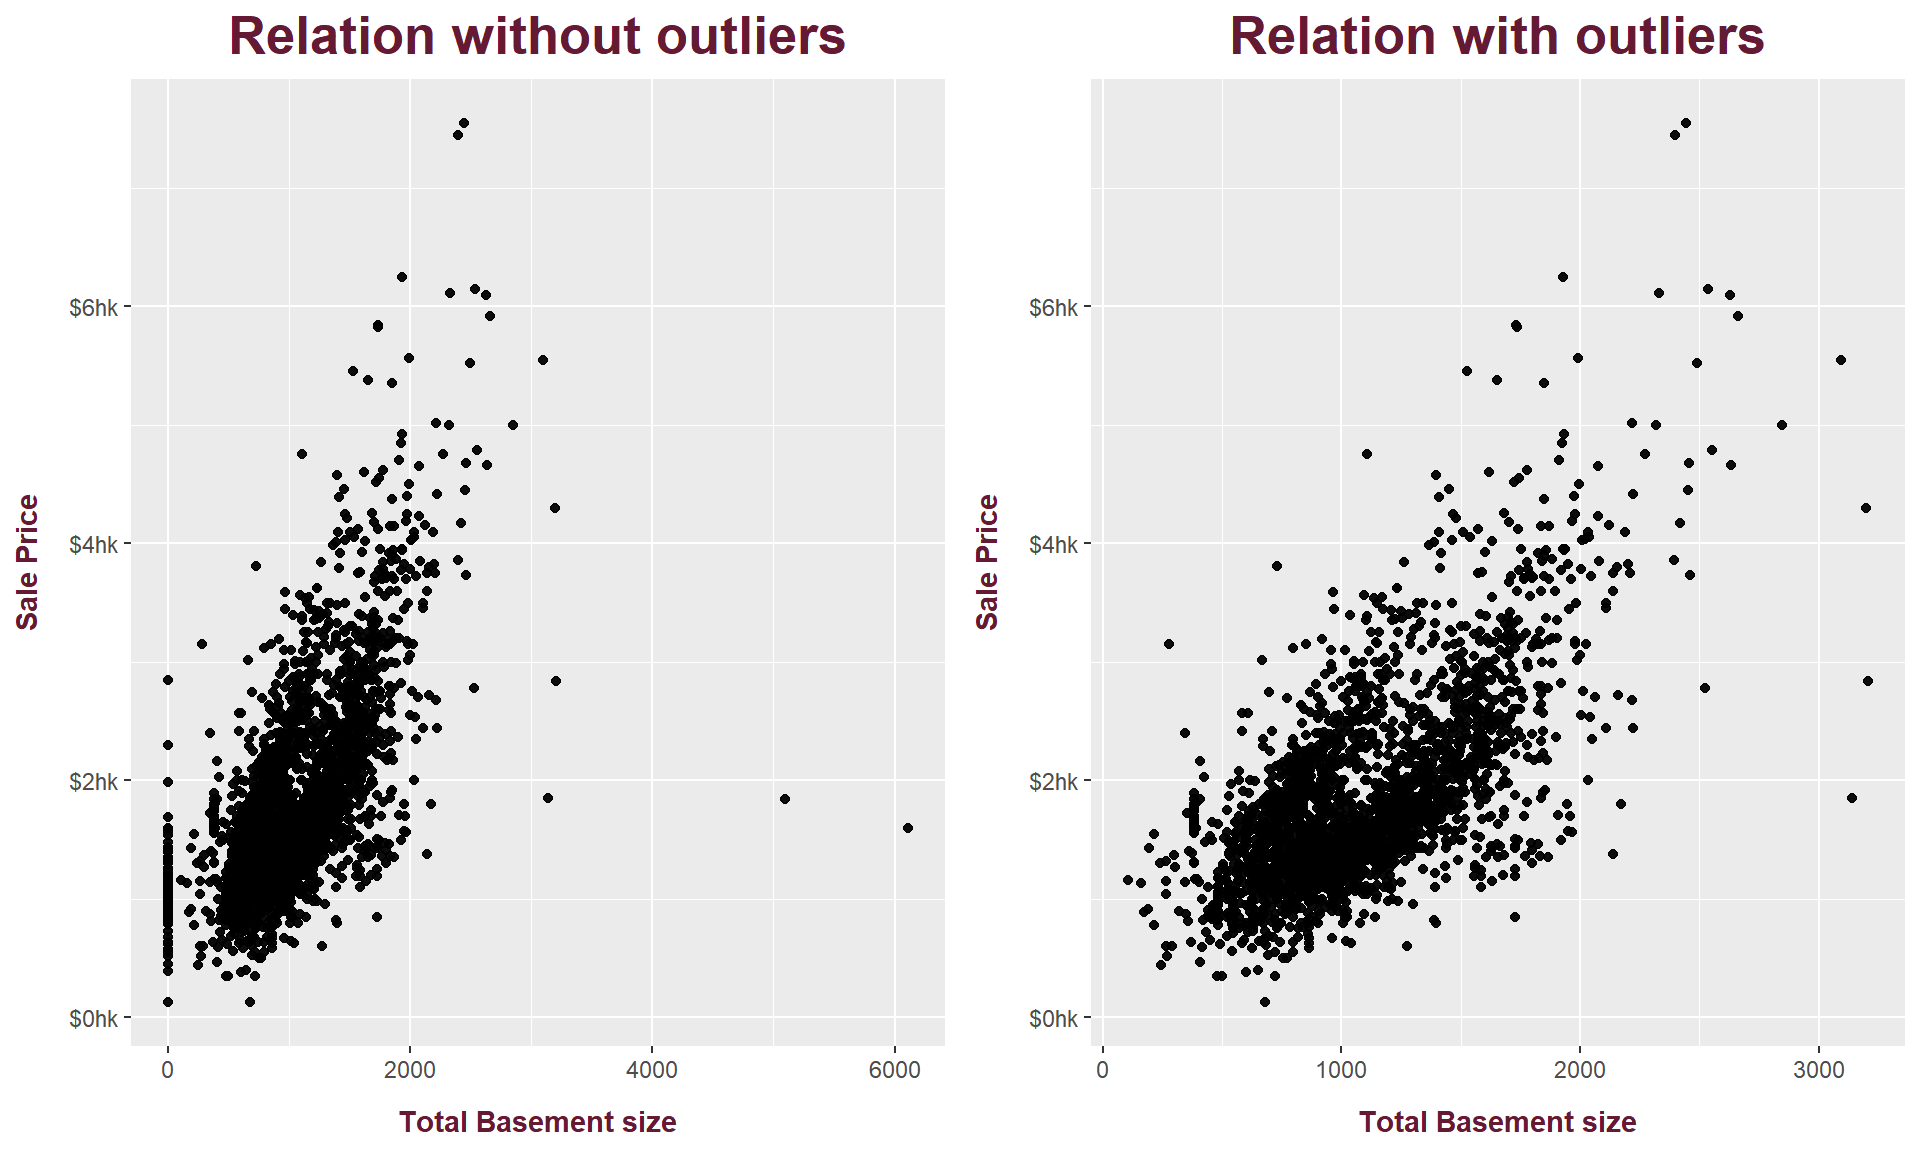 Relation without outliers
Sale Price
$6hk
$4hk
$2hk
$0hk
0 2000 4000 6000
Total Basement size
Relation with outliers
Sale Price
$6hk
$4hk
$2hk
$0hk
0 1000 2000 3000
Total Basement size